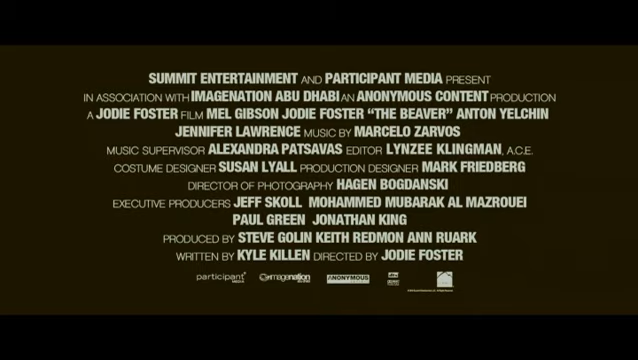 SUMMIT ENTERTAINMENT AND PARTICIPANT MEDIA PRESENT
IN ASSOCIATION WITH IMAGENATION ABU DHABI AN ANONYMOUS CONTENT PRODUCTION
A JODIE FOSTER FILM MEL GIBSON JODIE FOSTER "THE BEAVER" ANTON YELCHIN
JENNIFER LAWRENCE MUSIC BY MARCELO ZARVOS
MUSIC SUPERVISOR ALEXANDRA PATSAVAS EDITOR LYNZEE KLINGMAN, A.C.E.
COSTUME DESIGNER SUSAN LYALL PRODUCTION DESIGNER MARK FRIEDBERG
DIRECTOR OF PHOTOGRAPHY HAGEN BOGDANSKI
EXECUTIVE PRODUCERS JEFF SKOLL MOHAMMED MUBARAK AL MAZROUEI
PAUL GREEN JONATHAN KING
PRODUCED BY STEVE GOLIN KEITH REDMON ANN RUARK
WRITTEN BY KYLE KILLEN DIRECTED BY JODIE FOSTER
participant MEDIA imagenation ANONYMOUS